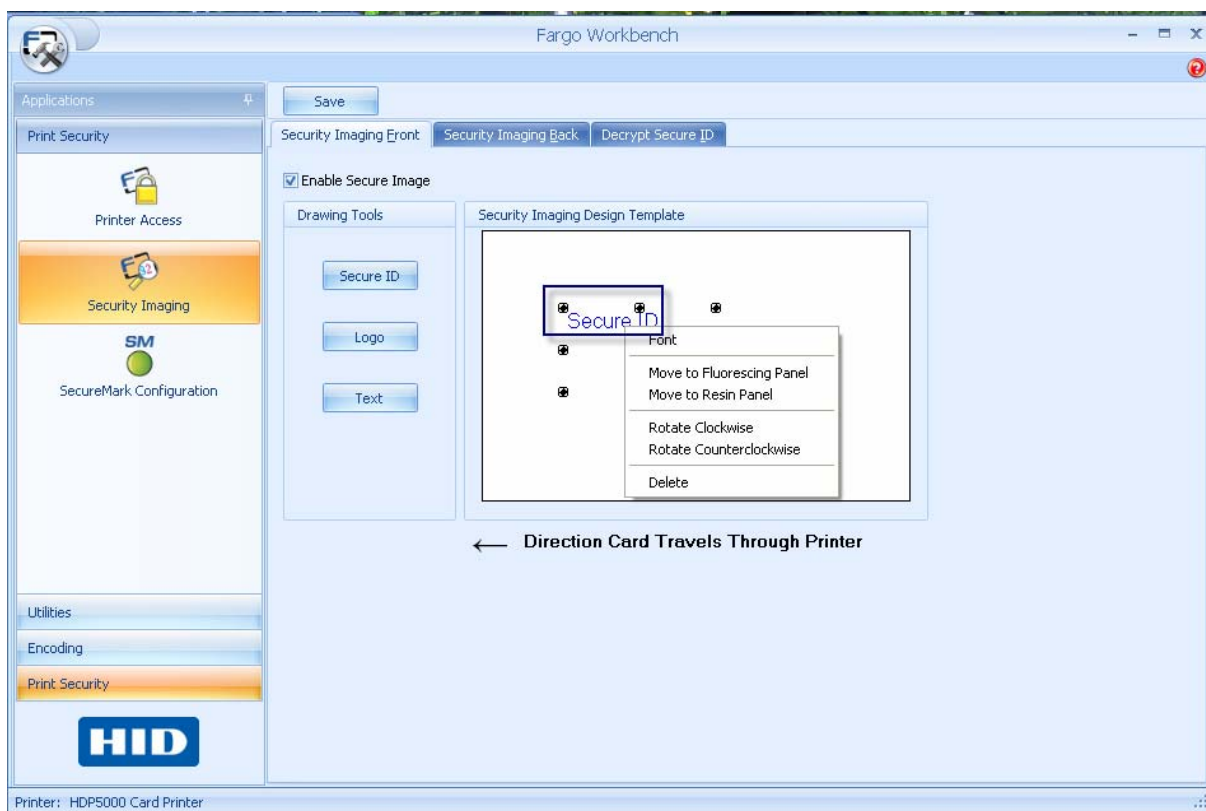 Fargo Workbench
Applications
Save
Print Security
Security Imaging Front
Security Imaging Back
Decrypt Secure ID
Printer Access
Security Imaging
SM
SecureMark Configuration
Enable Secure Image
Drawing Tools
Secure ID
Logo
Text
Security Imaging Design Template
Secure ID
Font
Move to Fluorescing Panel
Move to Resin Panel
Rotate Clockwise
Rotate Counterclockwise
Delete
← Direction Card Travels Through Printer
Utilities
Encoding
Print Security
HID
Printer: HDP5000 Card Printer